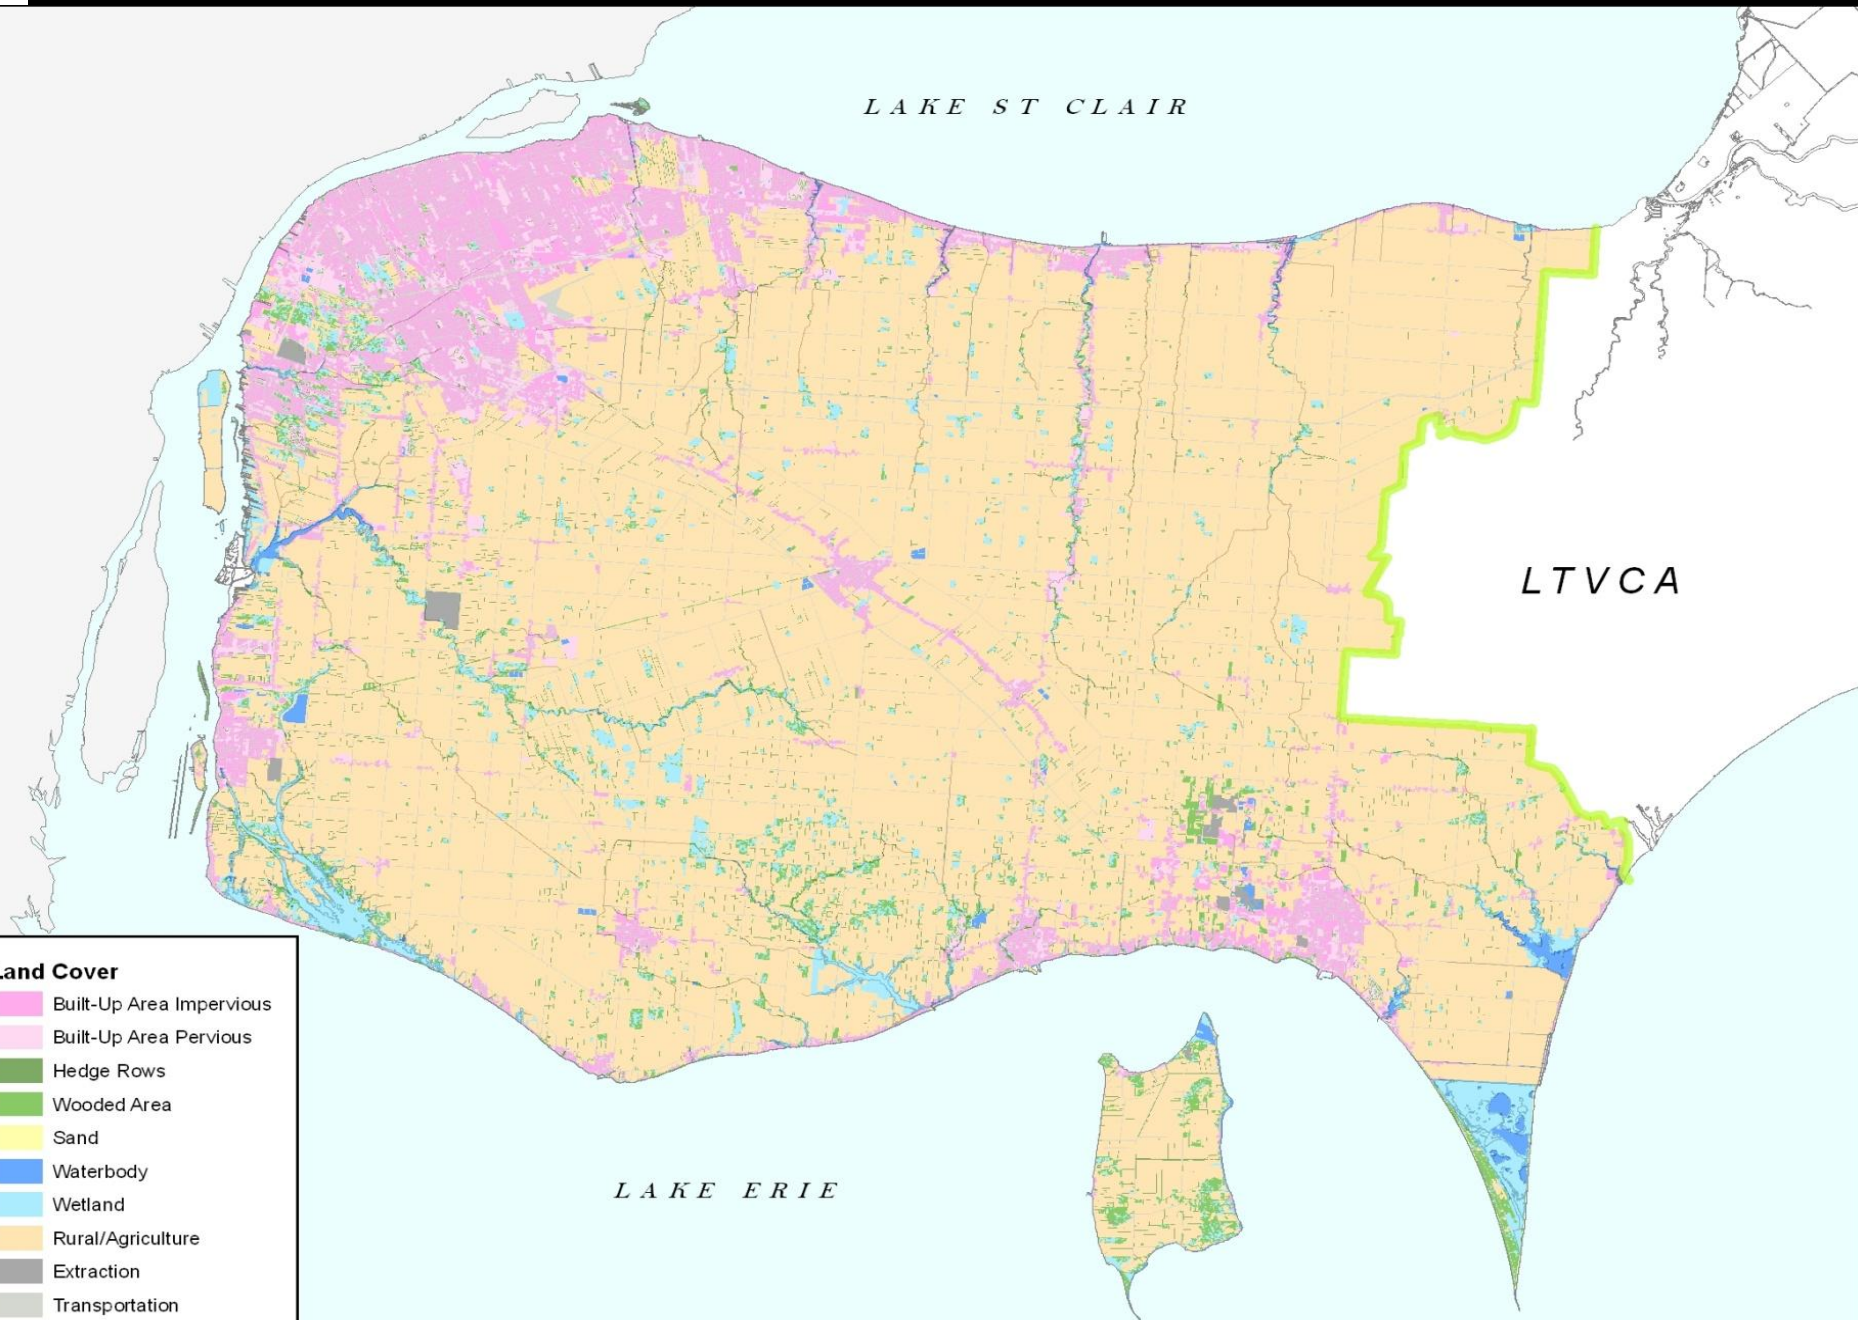 LAKE ST CLAIR
LTVCA
LAKE ERIE
Land Cover
Built-Up Area Impervious
Built-Up Area Pervious
Hedge Rows
Wooded Area
Sand
Waterbody
Wetland
Rural/Agriculture
Extraction
Transportation